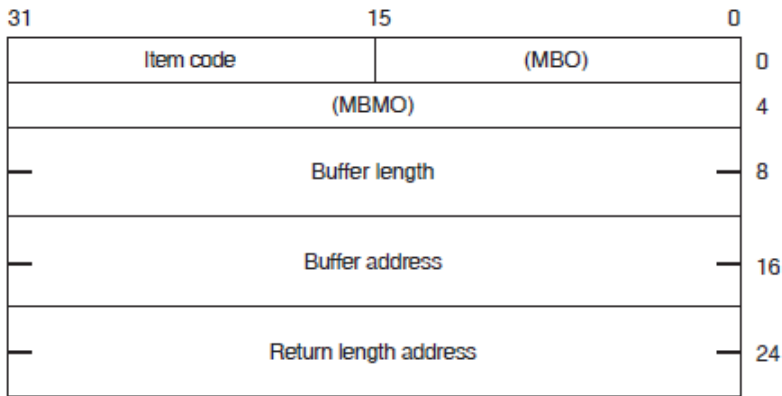 31 15 0
Item code (MBO) 0
(MBMO) 4
Buffer length 8
Buffer address 16
Return length address 24